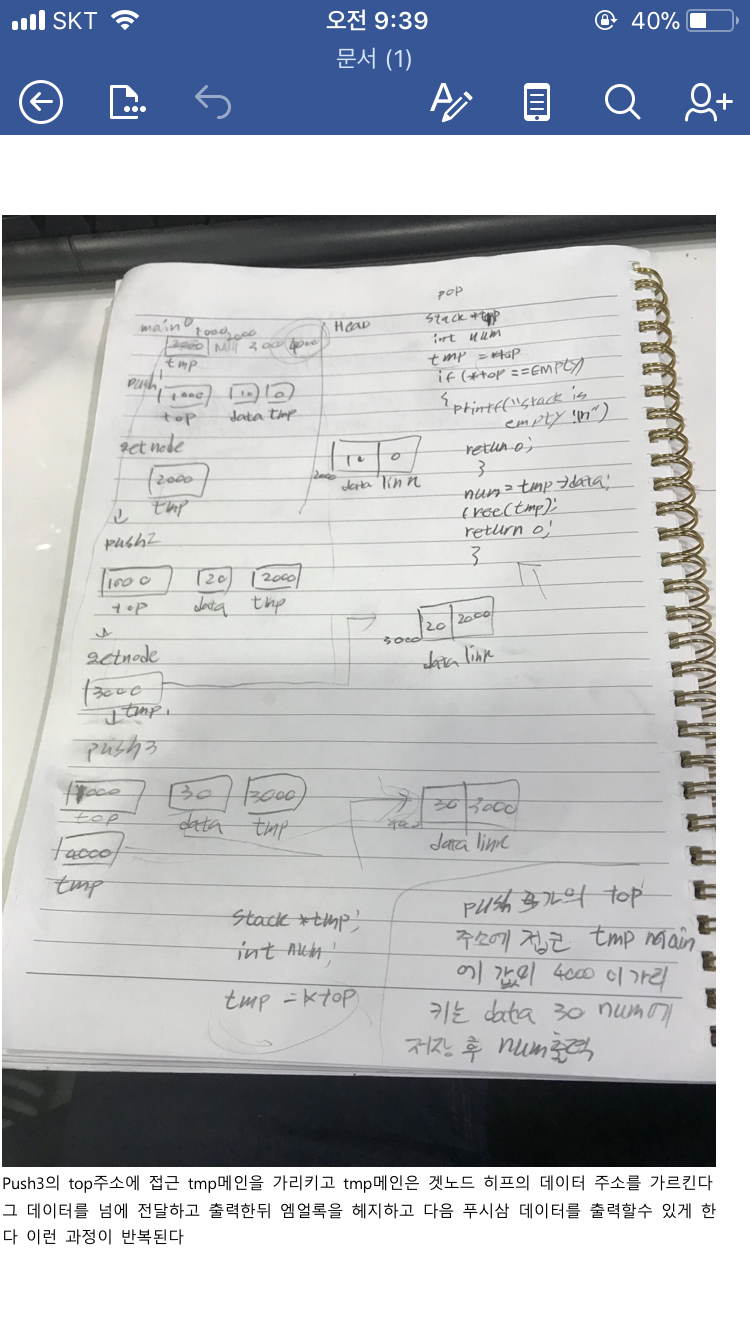 SKT
오전 9:39
40%
문서 (1)
main
Heap
2000 Nill 3000 4000
tmp
push1
1000 10 0
top data tmp
getnode
2000
tmp
10 0
2000
data link
push2
1000 20 2000
top data tmp
getnode
3000
tmp
20 2000
3000
data link
push3
1000 30 3000
top data tmp
4000
tmp
30 3000
data link
stack *tmp;
int num;
tmp = *top
pop
stack *tmp
int num
tmp = *top
if (*top ==EMPTY)
{ printf("stack is
empty !\n")
return 0;
}
num = tmp->data;
free(tmp);
return 0;
}
top
주소에 접근 tmp main
에 값의 4000 이 가리
키는 data 30 num에
저장 후 num출력
Push3의 top주소에 접근 tmp메인을 가리키고 tmp메인은 겟노드 히프의 데이터 주소를 가르킨다
그 데이터를 넘에 전달하고 출력한뒤 엠얼록을 헤지하고 다음 푸시삼 데이터를 출력할수 있게 한
다 이런 과정이 반복된다